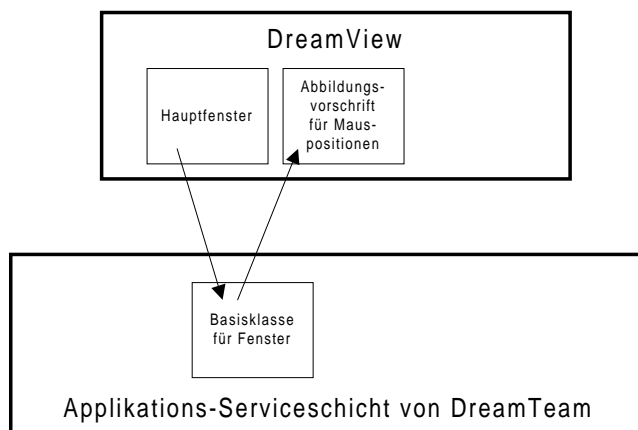 DreamView
Hauptfenster
Abbildungs-
vorschrift
für Maus-
positionen
Basisklasse
für Fenster
Applikations-Serviceschicht von DreamTeam